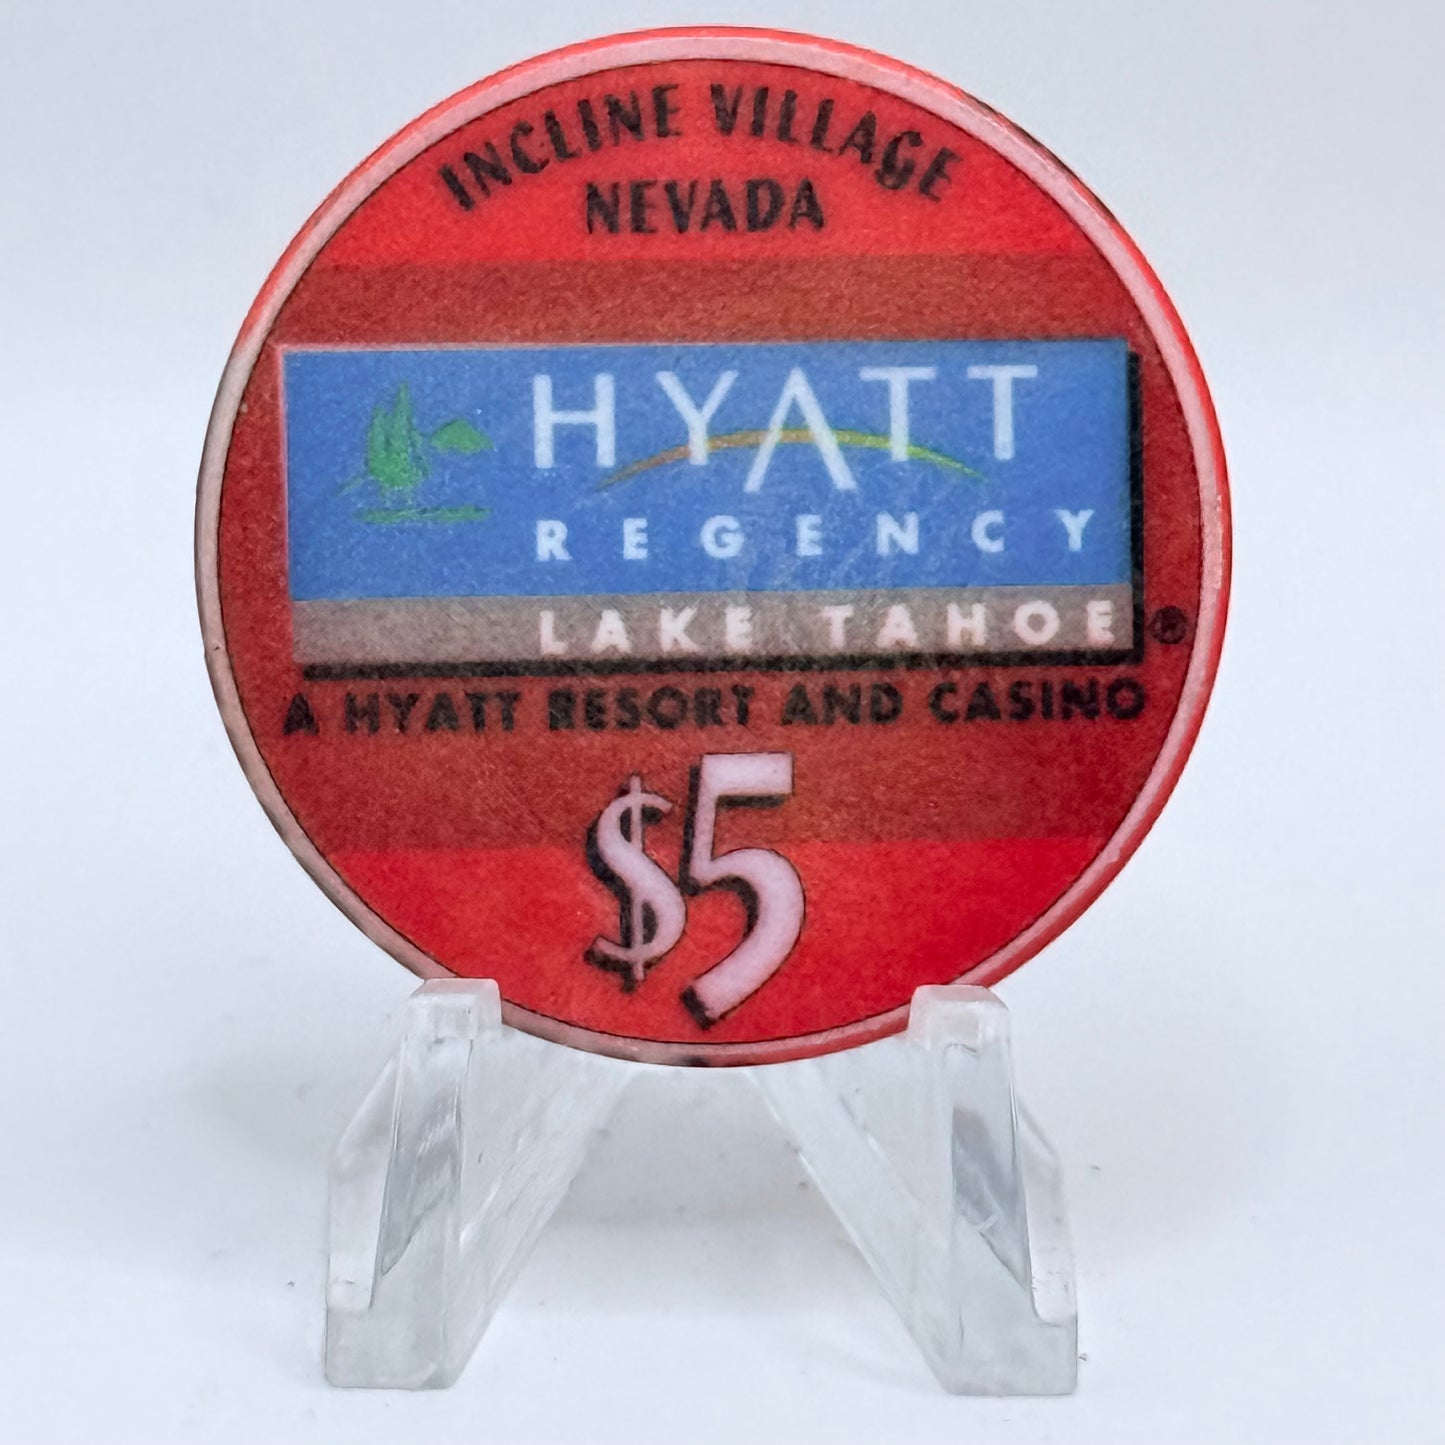 INCLINE VILLAGE
NEVADA
HYATT
REGENCY
LAKE TAHOE ®
A HYATT RESORT AND CASINO
$5